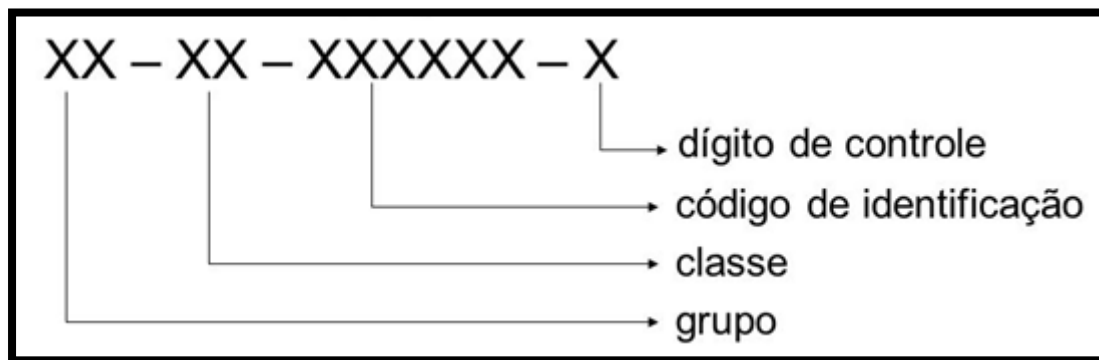 XX – XX – XXXXXX – X
dígito de controle
código de identificação
classe
grupo